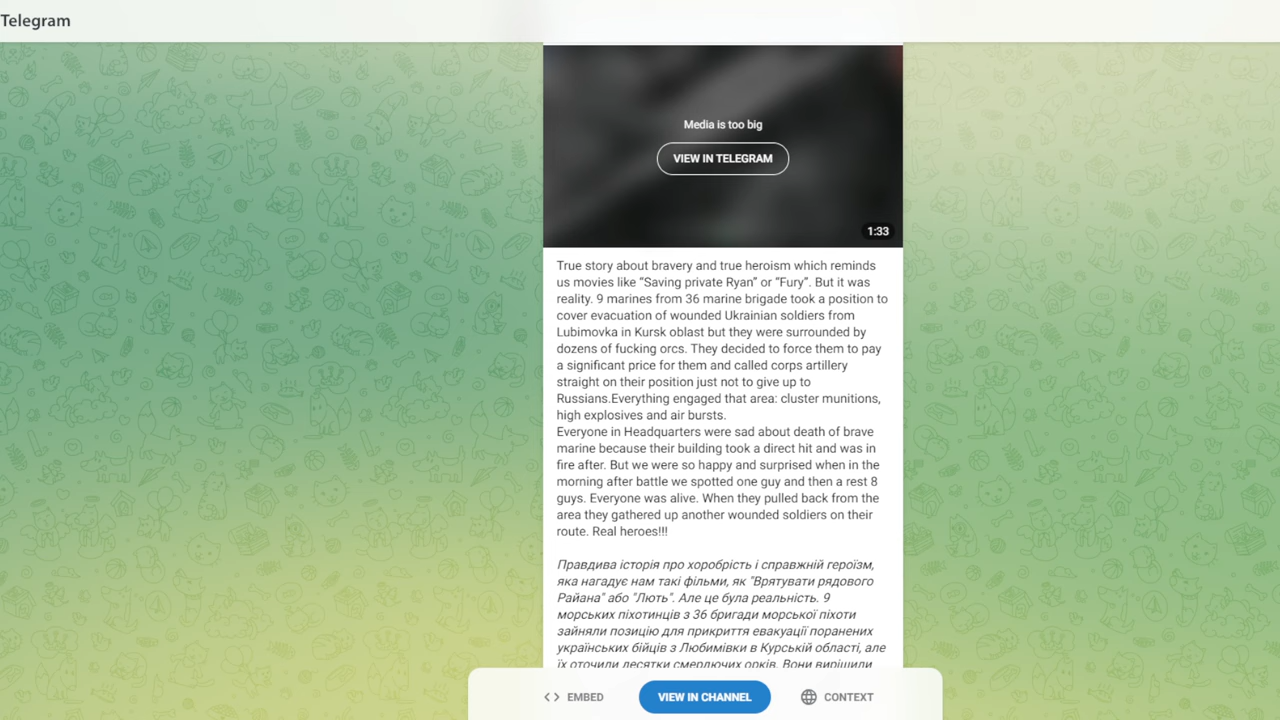 Telegram
Media is too big
VIEW IN TELEGRAM
1:33
True story about bravery and true heroism which reminds
us movies like “Saving private Ryan” or “Fury”. But it was
reality. 9 marines from 36 marine brigade took a position to
cover evacuation of wounded Ukrainian soldiers from
Lubimovka in Kursk oblast but they were surrounded by
dozens of fucking orcs. They decided to force them to pay
a significant price for them and called corps artillery
straight on their position just not to give up to
Russians.Everything engaged that area: cluster munitions,
high explosives and air bursts.
Everyone in Headquarters were sad about death of brave
marine because their building took a direct hit and was in
fire after. But we were so happy and surprised when in the
morning after battle we spotted one guy and then a rest 8
guys. Everyone was alive. When they pulled back from the
area they gathered up another wounded soldiers on their
route. Real heroes!!!
Правдива історія про хоробрість і справжній героїзм,
яка нагадує нам такі фільми, як "Врятувати рядового
Райана" або "Лють". Але це була реальність. 9
морських піхотинців з 36 бригади морської піхоти
зайняли позицію для прикриття евакуації поранених
українських бійців з Любимівки в Курській області, але
їх оточили десятки смердючих орків. Вони вирішили
EMBED
VIEW IN CHANNEL
CONTEXT